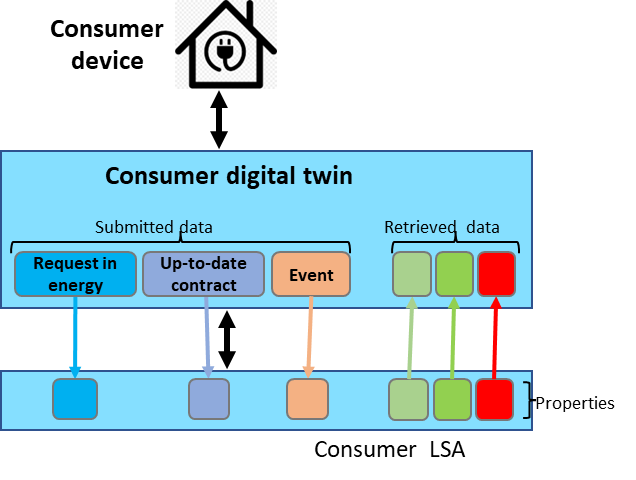 Consumer
device
Consumer digital twin
Submitted data
Retrieved data
Request in
energy
Up-to-date
contract
Event
Properties
Consumer LSA